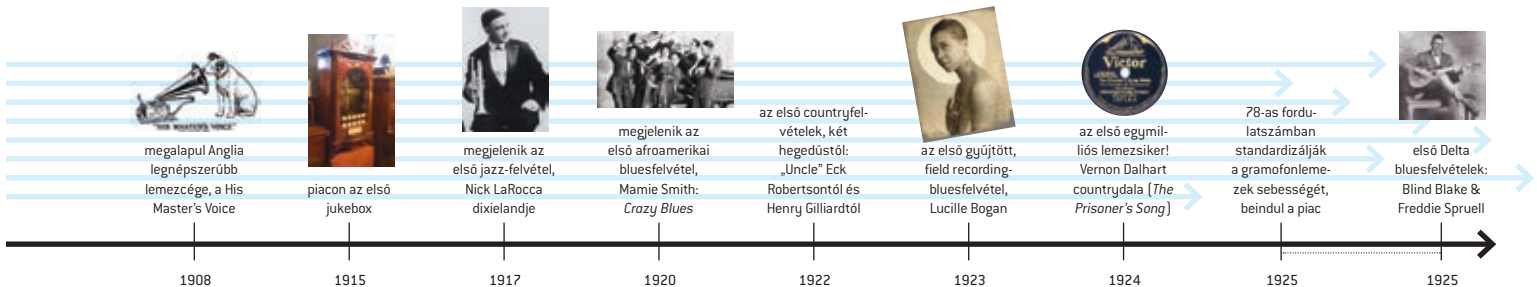 "HIS MASTER'S VOICE"
megalapul Anglia
legnépszerűbb
lemezcége, a His
Master's Voice
1908
piacon az első
jukebox
1915
megjelenik az
első jazz-felvétel,
Nick LaRocca
dixielandje
1917
megjelenik az
első afroamerikai
bluesfelvétel,
Mamie Smith:
Crazy Blues
1920
az első countryfel-
vételek, két
hegedűstől:
„Uncle” Eck
Robertsontól és
Henry Gilliardtól
1922
az első gyűjtött,
field recording-
bluesfelvétel,
Lucille Bogan
1923
Victor
az első egymil-
liós lemezsiker!
Vernon Dalhart
countrydala (The
Prisoner's Song)
1924
78-as fordu-
latszámban
standardizálják
a gramofonleme-
zek sebességét,
beindul a piac
1925
első Delta
bluesfelvételek:
Blind Blake &
Freddie Spruell
1925